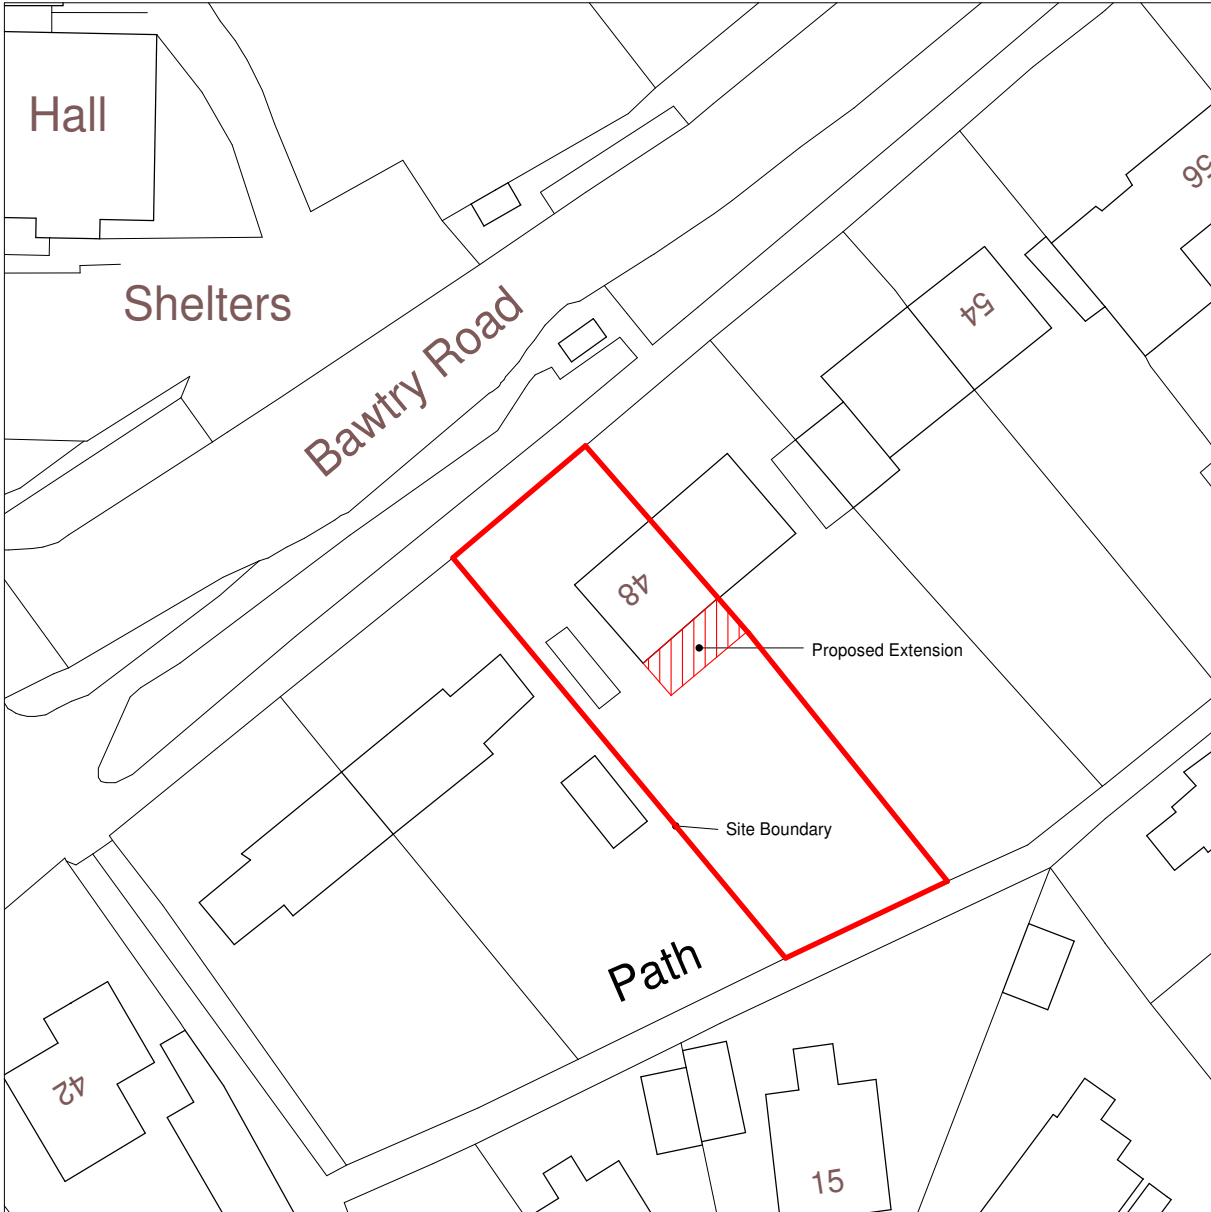 Hall
56
Shelters
54
Bawtry Road
48
Proposed Extension
Site Boundary
Path
42
15